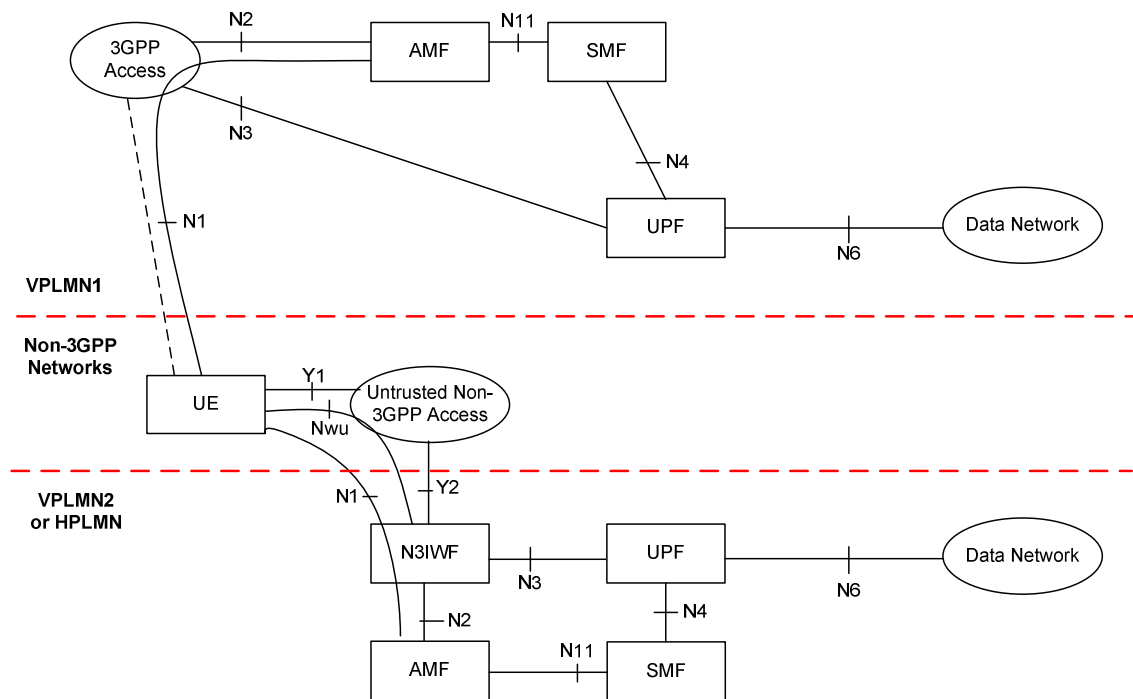 N2
N11
3GPP
Access
AMF
SMF
N3
N4
N1
UPF
Data Network
N6
VPLMN1
Non-3GPP
Networks
Y1
Untrusted Non-
3GPP Access
UE
Nwu
VPLMN2
or HPLMN
N1
Y2
N3IWF
UPF
Data Network
N3
N6
N2
N4
N11
AMF
SMF